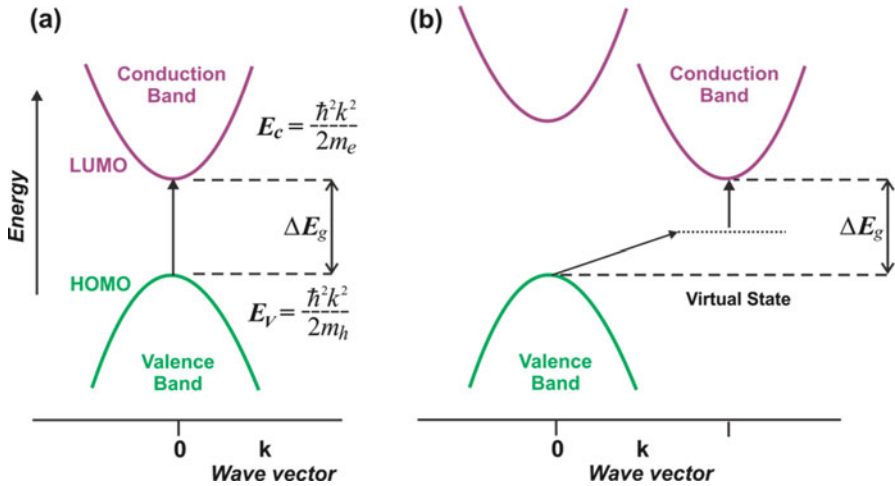 (a)
Conduction
Band
E_c = ℏ²k² / 2m_e
LUMO
Energy
ΔE_g
HOMO
E_V = ℏ²k² / 2m_h
Valence
Band
0 k
Wave vector
(b)
Conduction
Band
ΔE_g
Virtual State
Valence
Band
0 k
Wave vector